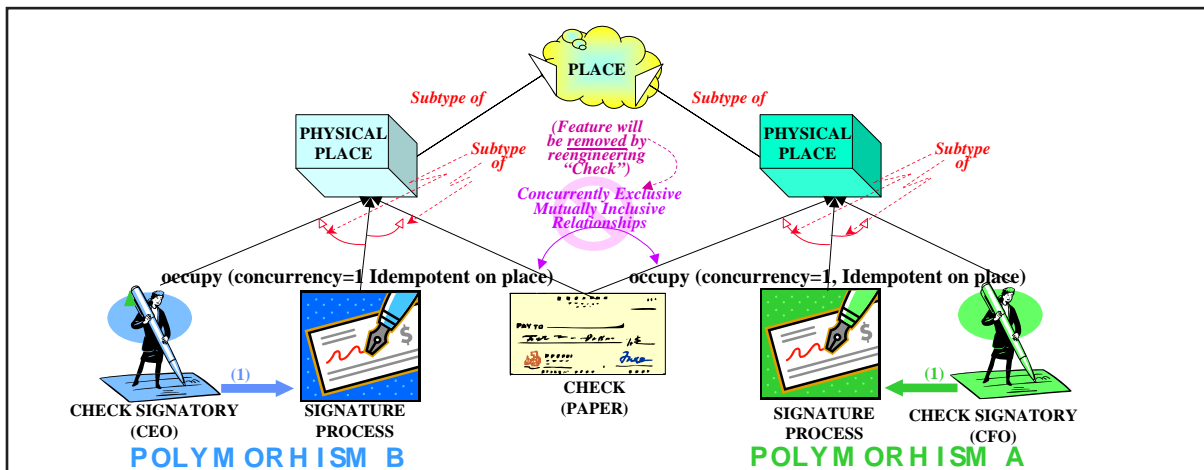 PLACE
Subtype of
Subtype of
PHYSICAL
PLACE
(Feature will
be removed by
reengineering
“Check”)
PHYSICAL
PLACE
Subtype
of
Subtype
of
Concurrently Exclusive
Mutually Inclusive
Relationships
occupy (concurrency=1 Idempotent on place)
occupy (concurrency=1, Idempotent on place)
PAY TO
$
$
(1)
(1)
CHECK SIGNATORY
(CEO)
SIGNATURE
PROCESS
CHECK
(PAPER)
SIGNATURE
PROCESS
CHECK SIGNATORY
(CFO)
POLYMORHISM B
POLYMORHISM A